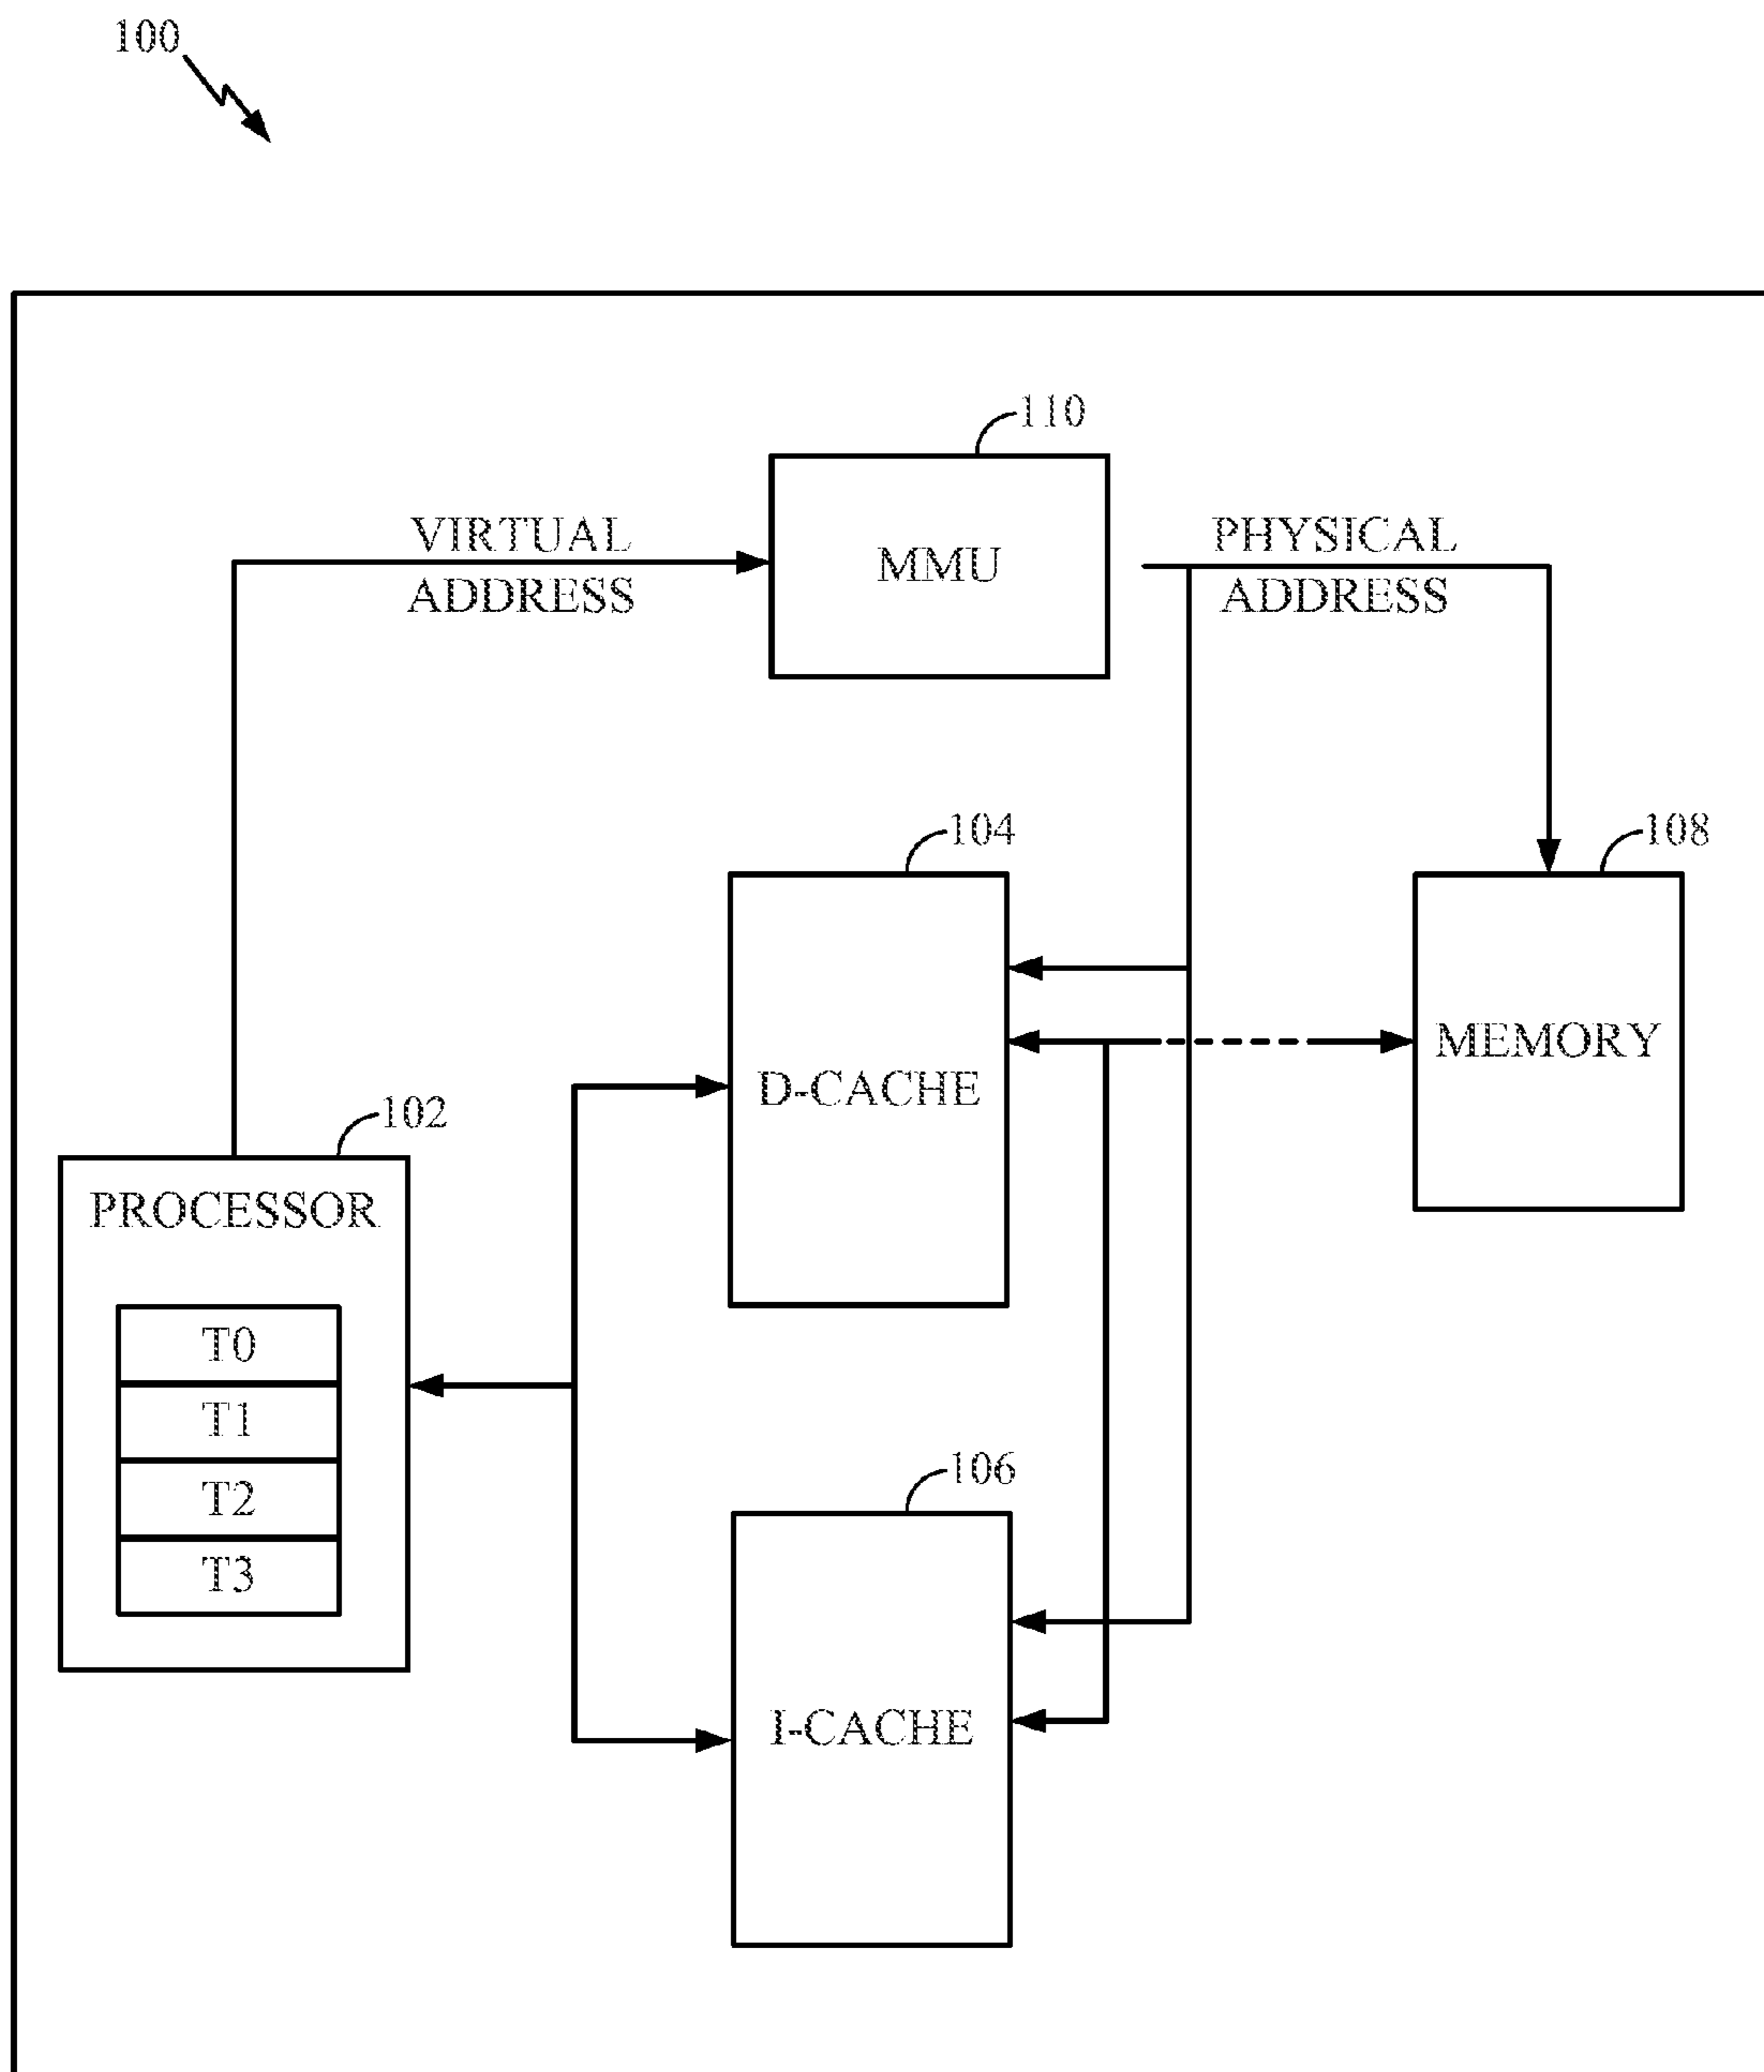 100
110
VIRTUAL
ADDRESS
MMU
PHYSICAL
ADDRESS
104
108
D-CACHE
MEMORY
102
PROCESSOR
T0
T1
T2
T3
106
I-CACHE